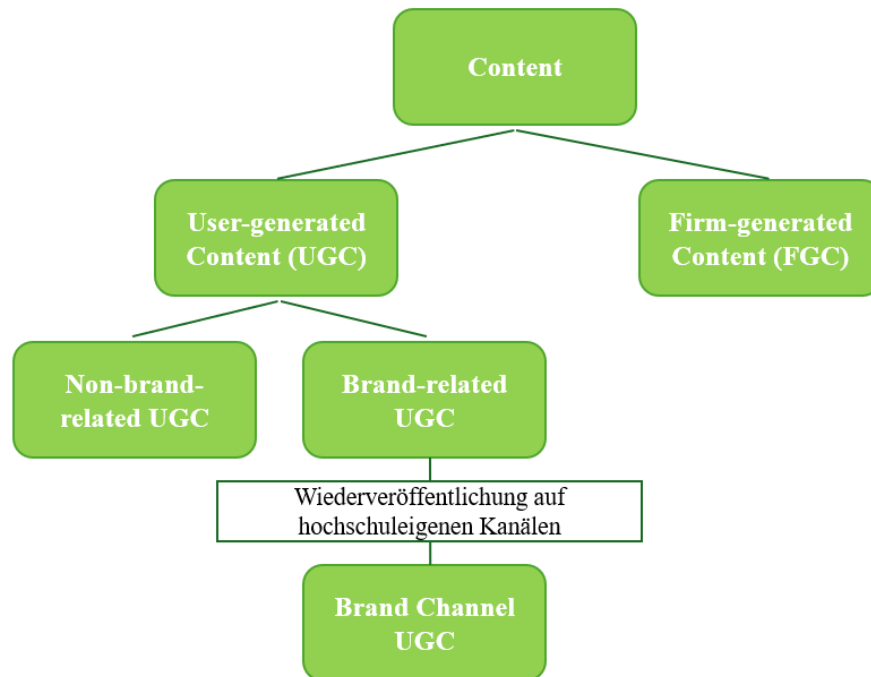 Content
User-generated
Content (UGC)
Firm-generated
Content (FGC)
Non-brand-
related UGC
Brand-related
UGC
Wiederveröffentlichung auf
hochschuleigenen Kanälen
Brand Channel
UGC